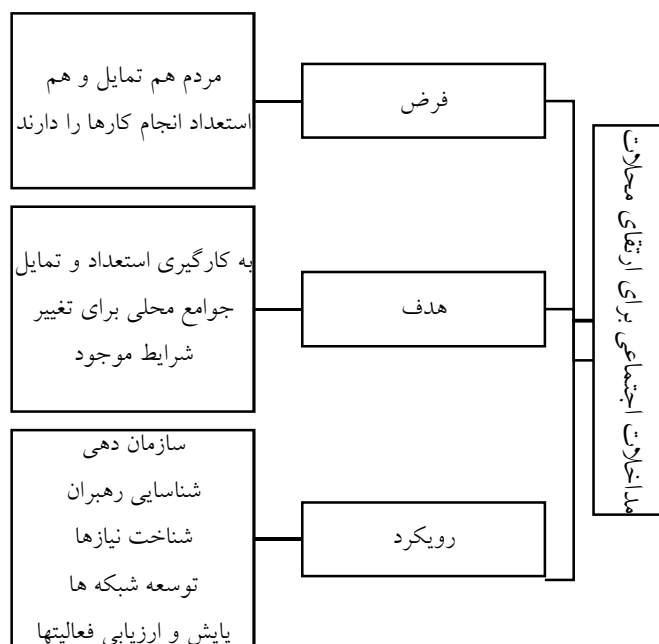 مداخلات اجتماعی برای ارتقای محلات
فرض
مردم هم تمایل و هم
استعداد انجام کارها را دارند
هدف
به کارگیری استعداد و تمایل
جوامع محلی برای تغییر
شرایط موجود
رویکرد
سازمان دهی
شناسایی رهبران
شناخت نیازها
توسعه شبکه ها
پایش و ارزیابی فعالیتها